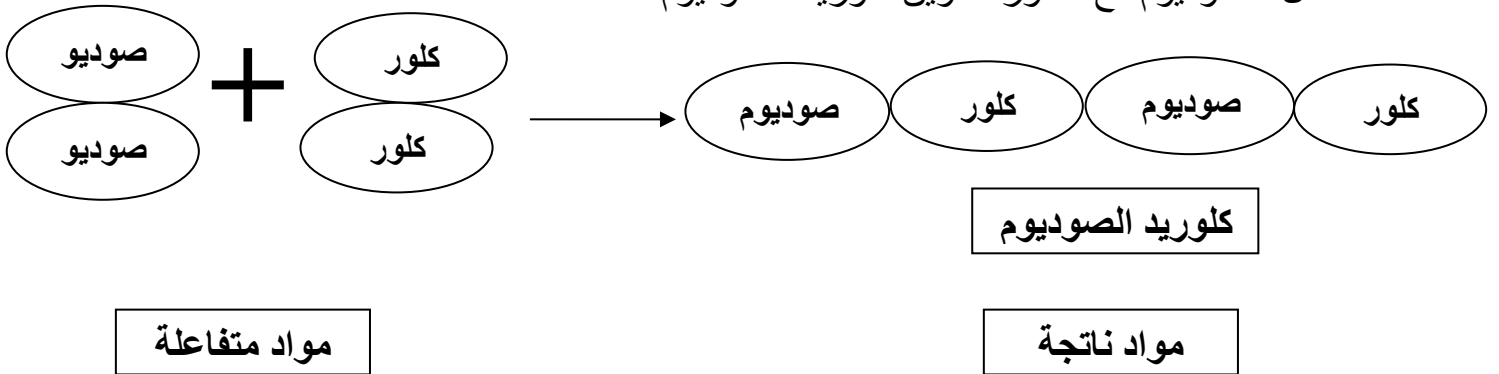 صوديو
كلور
صوديو
كلور
صوديوم
كلور
صوديوم
كلور
كلوريد الصوديوم
مواد متفاعلة
مواد ناتجة